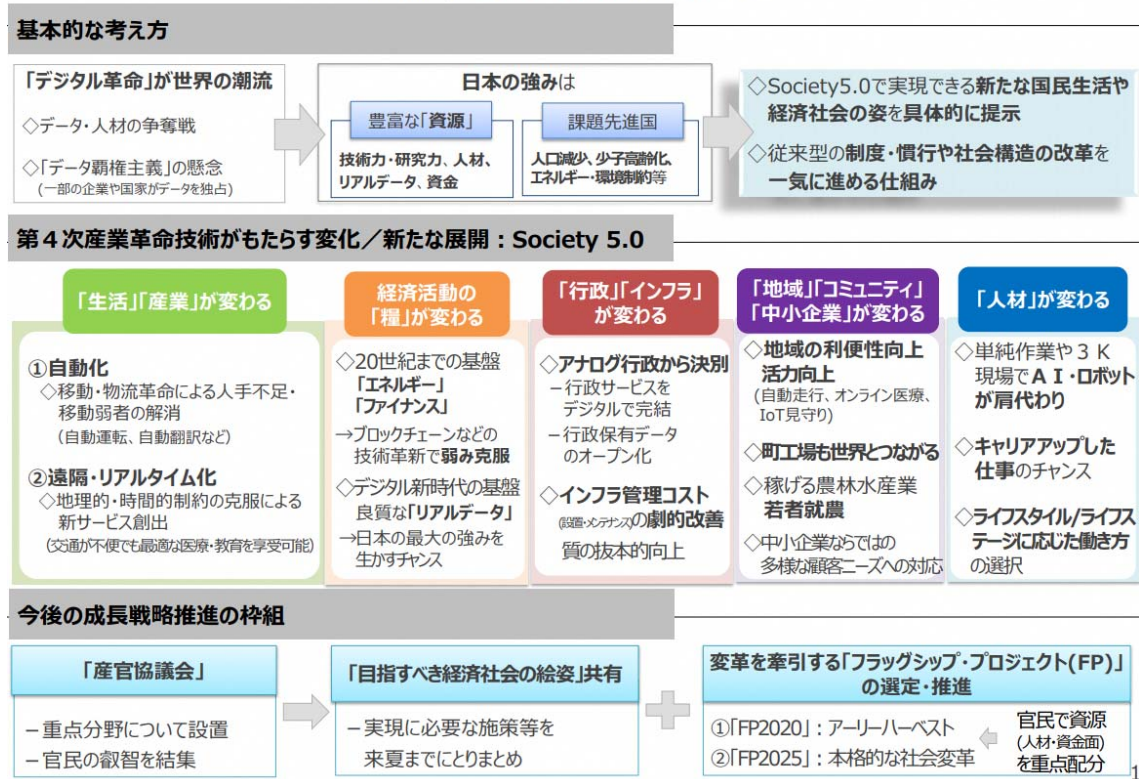 基本的な考え方
「デジタル革命」が世界の潮流
◇データ・人材の争奪戦
◇「データ覇権主義」の懸念
(一部の企業や国家がデータを独占)
日本の強みは
豊富な「資源」
技術力・研究力、人材、
リアルデータ、資金
課題先進国
人口減少、少子高齢化、
エネルギー・環境制約等
◇Society5.0で実現できる新たな国民生活や
経済社会の姿を具体的に提示
◇従来型の制度・慣行や社会構造の改革を
一気に進める仕組み
第４次産業革命技術がもたらす変化／新たな展開：Society 5.0
「生活」「産業」が変わる
①自動化
◇移動・物流革命による人手不足・
移動弱者の解消
（自動運転、自動翻訳など）
②遠隔・リアルタイム化
◇地理的・時間的制約の克服による
新サービス創出
（交通が不便でも最適な医療・教育を享受可能）
経済活動の
「糧」が変わる
◇20世紀までの基盤
「エネルギー」
「ファイナンス」
→ブロックチェーンなどの
技術革新で弱み克服
◇デジタル新時代の基盤
良質な「リアルデータ」
→日本の最大の強みを
生かすチャンス
「行政」「インフラ」
が変わる
◇アナログ行政から決別
－行政サービスを
デジタルで完結
－行政保有データ
のオープン化
◇インフラ管理コスト
(設置・メンテナンス)の劇的改善
質の抜本的向上
「地域」「コミュニティ」
「中小企業」が変わる
◇地域の利便性向上
活力向上
(自動走行、オンライン医療、
IoT見守り)
◇町工場も世界とつながる
◇稼げる農林水産業
若者就農
◇中小企業ならではの
多様な顧客ニーズへの対応
「人材」が変わる
◇単純作業や３Ｋ
現場でＡＩ・ロボット
が肩代わり
◇キャリアアップした
仕事のチャンス
◇ライフスタイル/ライフス
テージに応じた働き方
の選択
今後の成長戦略推進の枠組
「産官協議会」
－重点分野について設置
－官民の叡智を結集
「目指すべき経済社会の絵姿」共有
－実現に必要な施策等を
来夏までにとりまとめ
変革を牽引する「フラッグシップ・プロジェクト(FP)」
の選定・推進
①「FP2020」：アーリーハーベスト
②「FP2025」：本格的な社会変革
官民で資源
(人材・資金面)
を重点配分
1